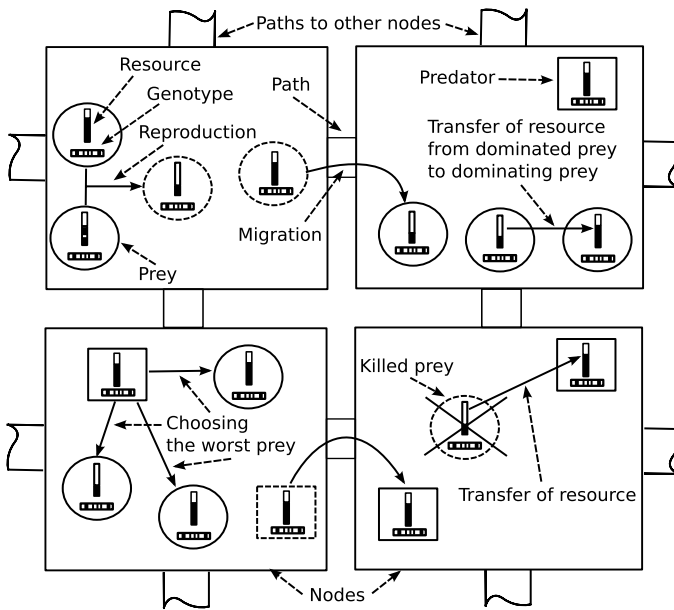 Paths to other nodes
Resource
Genotype
Reproduction
Path
Predator
Transfer of resource
from dominated prey
to dominating prey
Migration
Prey
Choosing
the worst prey
Killed prey
Transfer of resource
Nodes